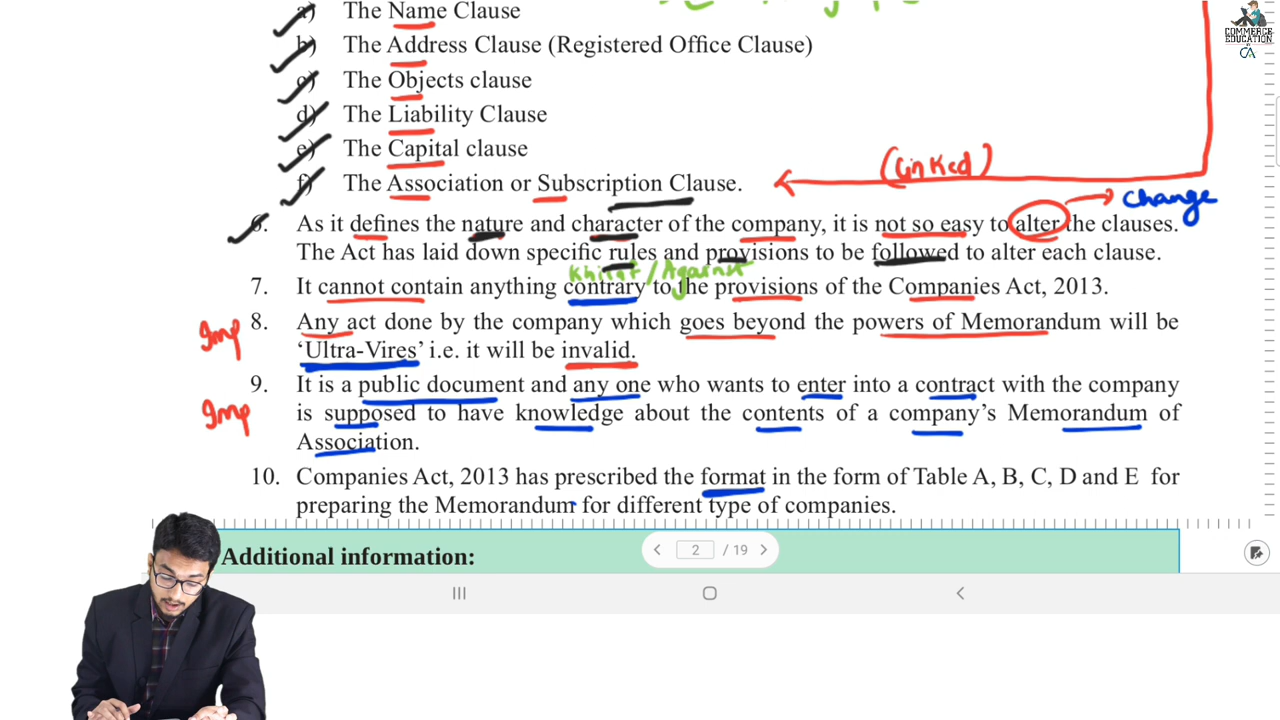 a) The Name Clause
b) The Address Clause (Registered Office Clause)
c) The Objects clause
d) The Liability Clause
e) The Capital clause
(Linked)
f) The Association or Subscription Clause.
change
6. As it defines the nature and character of the company, it is not so easy to alter the clauses.
The Act has laid down specific rules and provisions to be followed to alter each clause.
Khilaf / Against
7. It cannot contain anything contrary to the provisions of the Companies Act, 2013.
Imp 8. Any act done by the company which goes beyond the powers of Memorandum will be
‘Ultra-Vires’ i.e. it will be invalid.
9. It is a public document and any one who wants to enter into a contract with the company
Imp is supposed to have knowledge about the contents of a company’s Memorandum of
Association.
10. Companies Act, 2013 has prescribed the format in the form of Table A, B, C, D and E for
preparing the Memorandum for different type of companies.
Additional information:
2 / 19
COMMERCE
EDUCATION
BY
CA